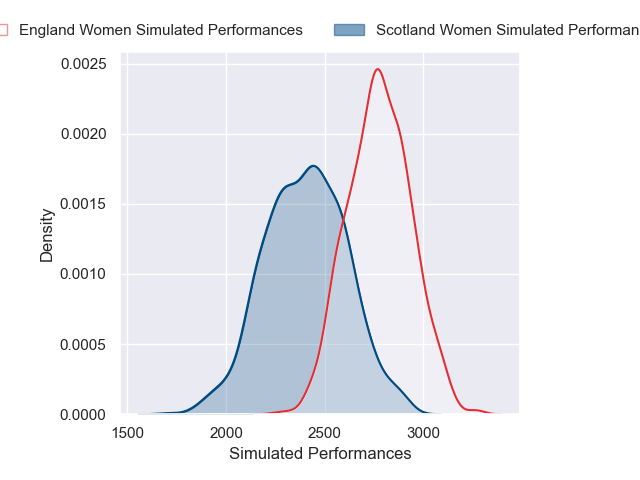 England Women Simulated Performances
Scotland Women Simulated
0.0025
0.0020
0.0015
0.0010
0.0005
0.0000
Density
1500 2000 2500 3000
Simulated Performances